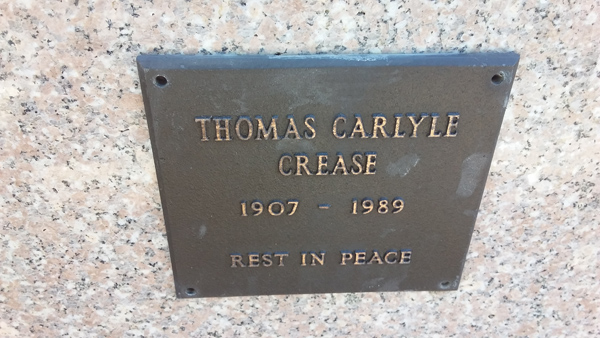 THOMAS CARLYLE
CREASE
1907 - 1989
REST IN PEACE